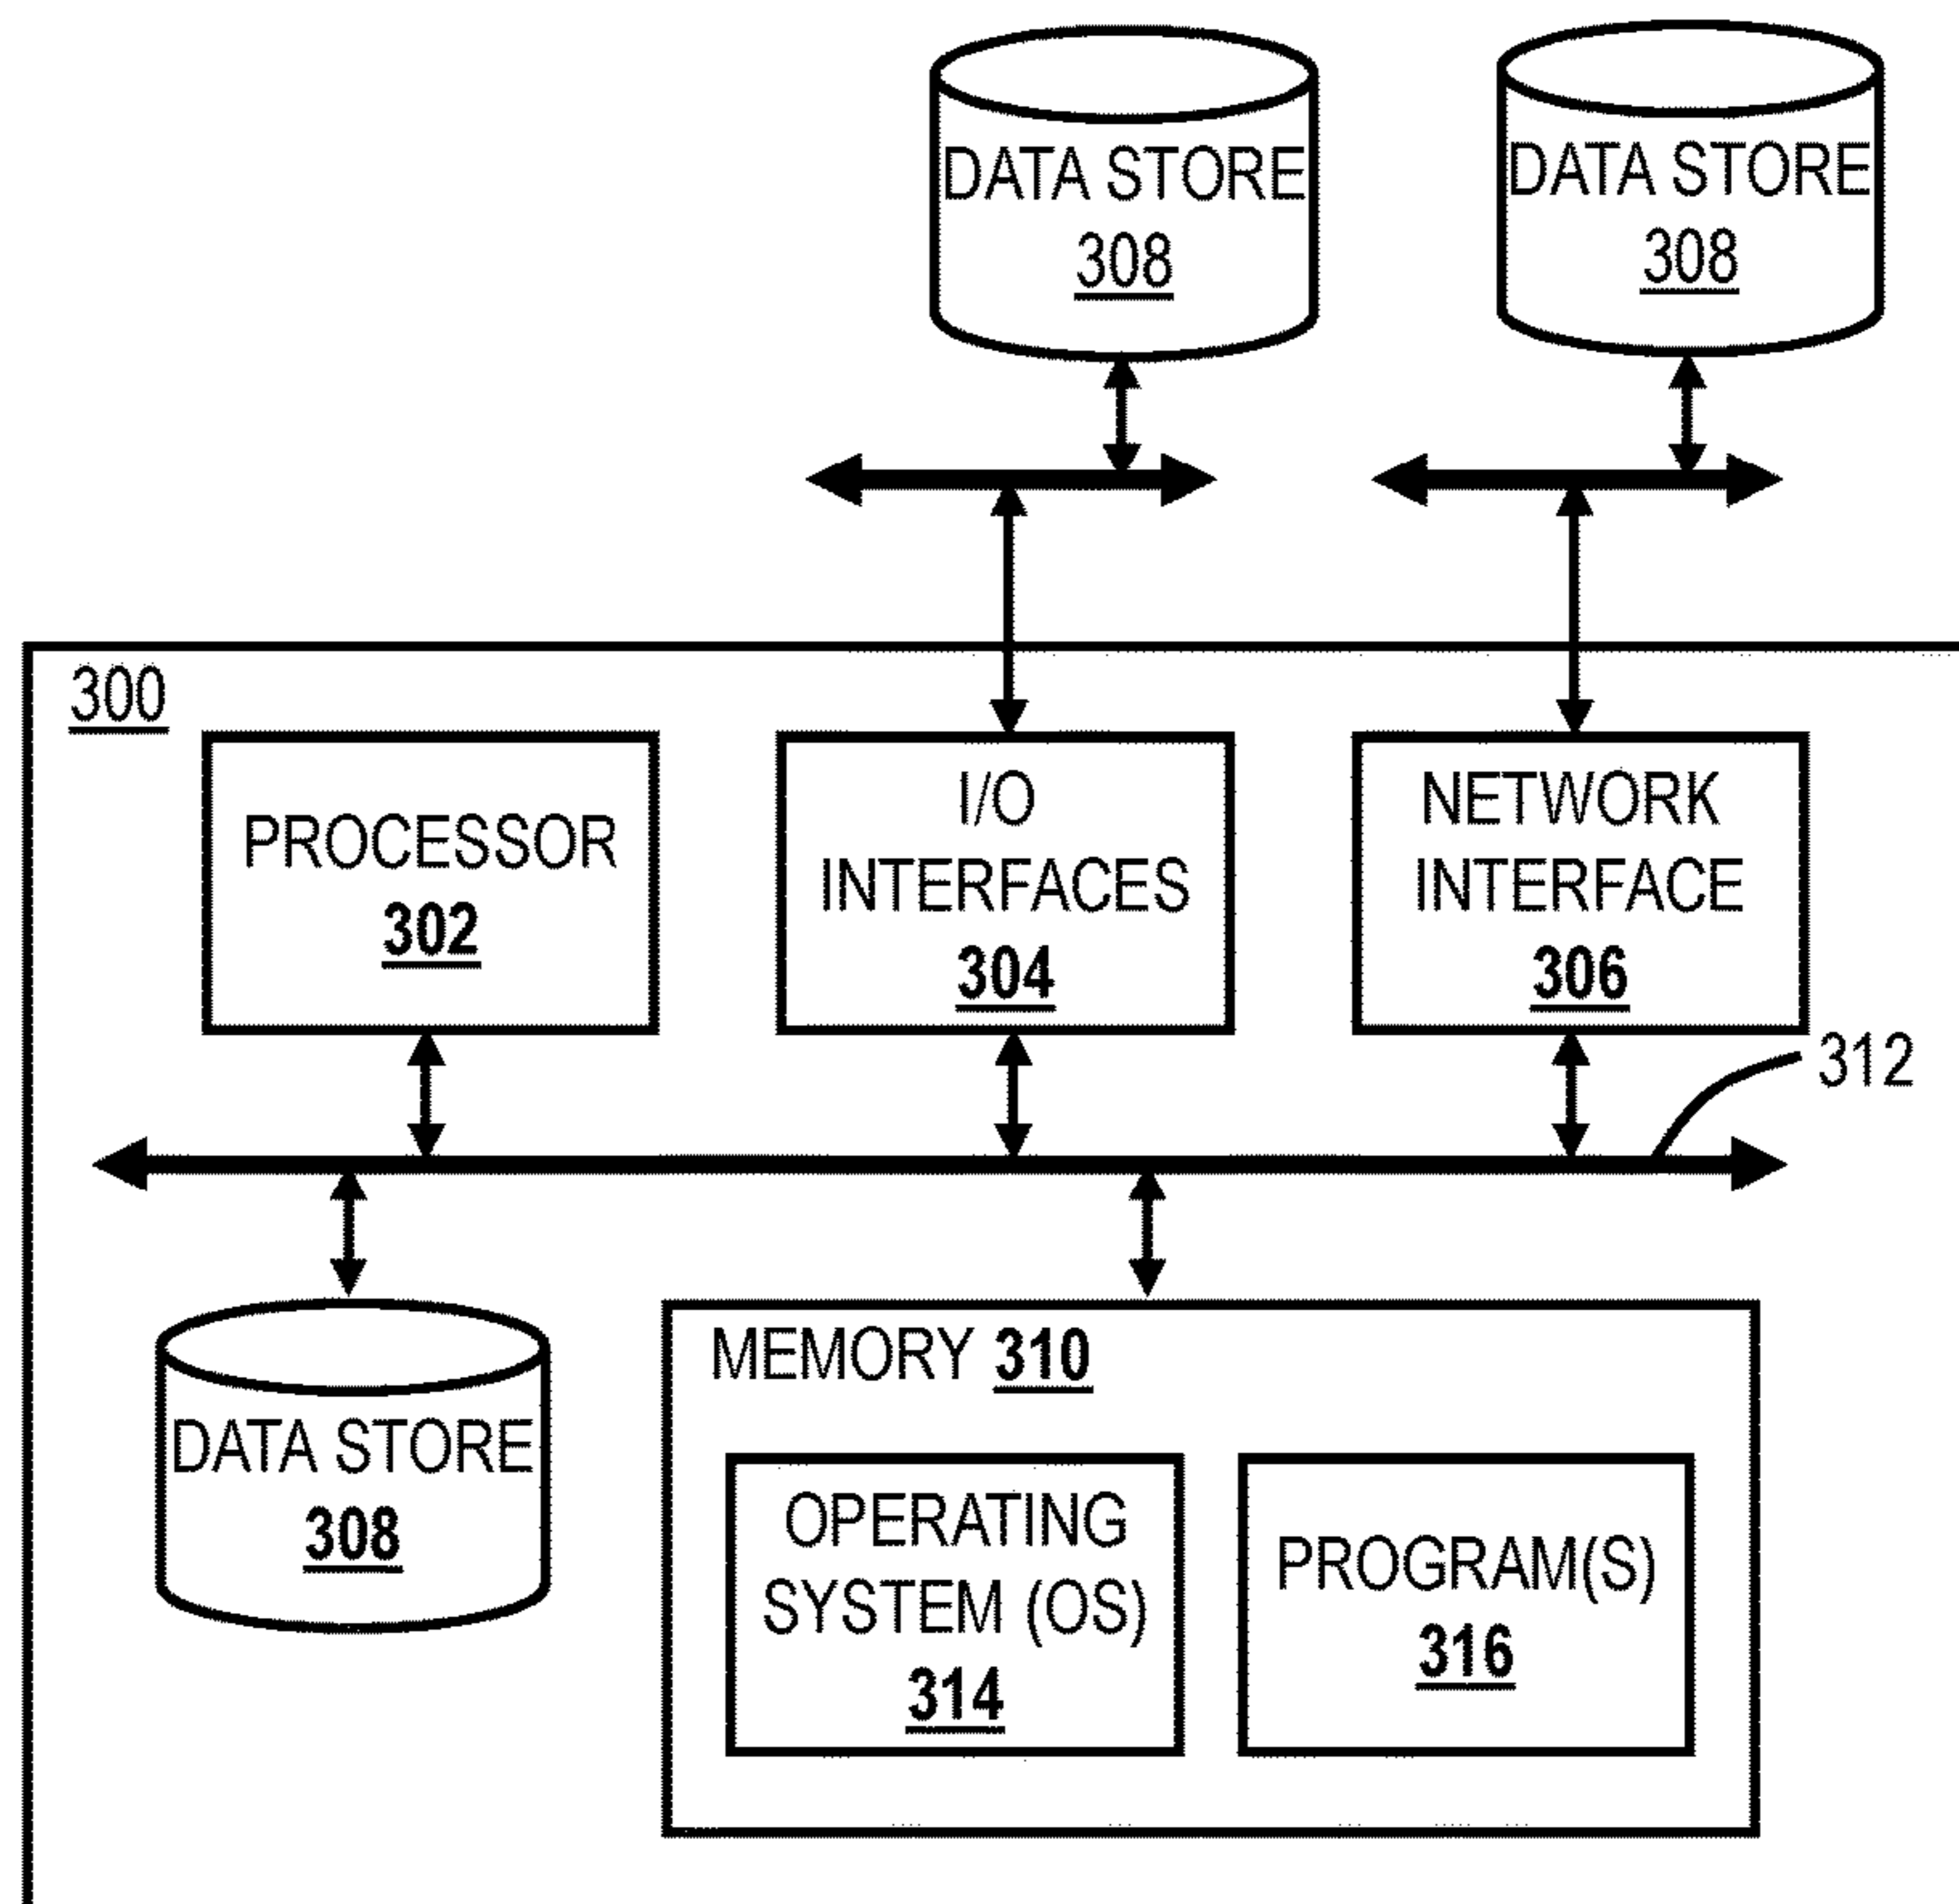 DATA STORE
308
DATA STORE
308
300
PROCESSOR
302
I/O
INTERFACES
304
NETWORK
INTERFACE
306
312
DATA STORE
308
MEMORY 310
OPERATING
SYSTEM (OS)
314
PROGRAM(S)
316